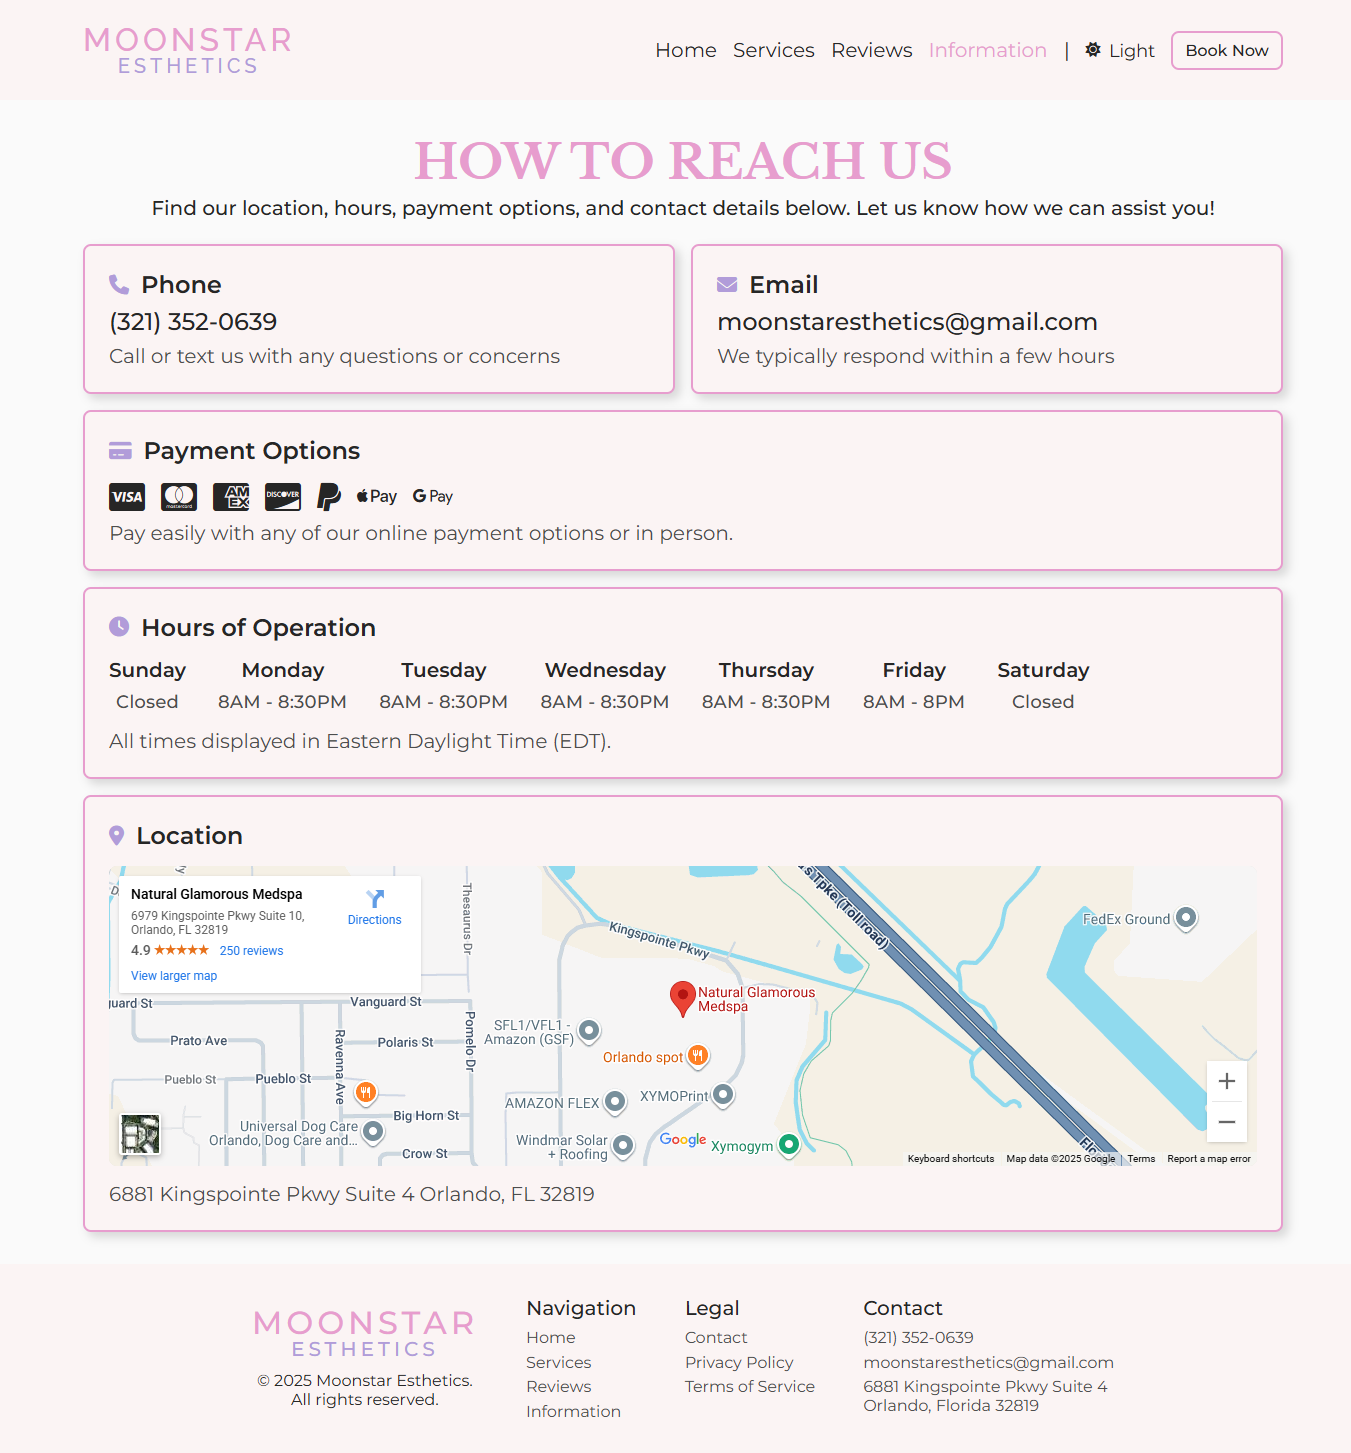 MOONSTAR
ESTHETICS
Home Services Reviews Information | Light Book Now
HOW TO REACH US
Find our location, hours, payment options, and contact details below. Let us know how we can assist you!
Phone
(321) 352-0639
Call or text us with any questions or concerns
Email
moonstaresthetics@gmail.com
We typically respond within a few hours
Payment Options
VISA mastercard AM EX DISCOVER Pay G Pay
Pay easily with any of our online payment options or in person.
Hours of Operation
Sunday Monday Tuesday Wednesday Thursday Friday Saturday
Closed 8AM - 8:30PM 8AM - 8:30PM 8AM - 8:30PM 8AM - 8:30PM 8AM - 8PM Closed
All times displayed in Eastern Daylight Time (EDT).
Location
Natural Glamorous Medspa
6979 Kingspointe Pkwy Suite 10,
Orlando, FL 32819
Directions
4.9 ★★★★★ 250 reviews
View larger map
Thesaurus Dr
Kingspointe Pkwy
s Tpke (Toll road)
FedEx Ground
uard St
Vanguard St
Natural Glamorous
Medspa
Prato Ave
Ravenna Ave
Polaris St
Pomelo Dr
SFL1/VFL1 -
Amazon (GSF)
Orlando spot
Pueblo St
Pueblo St
AMAZON FLEX
XYMOPrint
Big Horn St
Universal Dog Care
Orlando, Dog Care and...
Crow St
Windmar Solar
+ Roofing
Google
Xymogym
Flo
Keyboard shortcuts Map data ©2025 Google Terms Report a map error
6881 Kingspointe Pkwy Suite 4 Orlando, FL 32819
MOONSTAR
ESTHETICS
© 2025 Moonstar Esthetics.
All rights reserved.
Navigation
Home
Services
Reviews
Information
Legal
Contact
Privacy Policy
Terms of Service
Contact
(321) 352-0639
moonstaresthetics@gmail.com
6881 Kingspointe Pkwy Suite 4
Orlando, Florida 32819